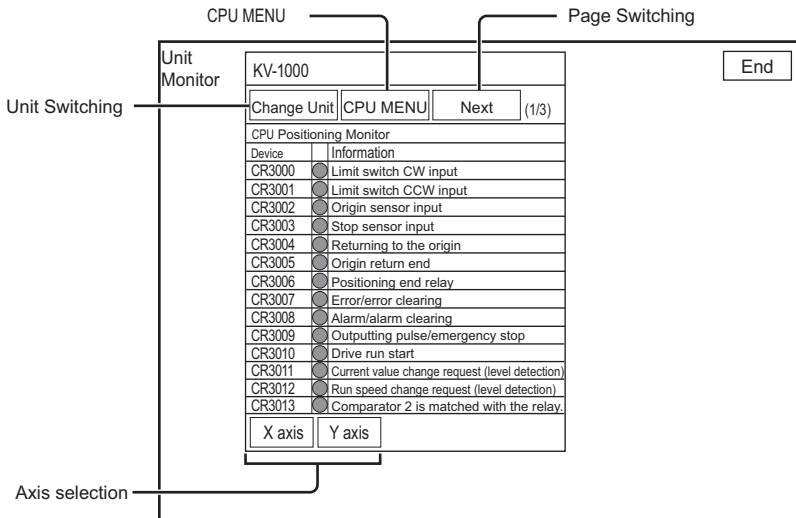 CPU MENU
Page Switching
Unit Monitor
KV-1000
End
Unit Switching
Change Unit CPU MENU Next (1/3)
CPU Positioning Monitor
Device Information
CR3000 Limit switch CW input
CR3001 Limit switch CCW input
CR3002 Origin sensor input
CR3003 Stop sensor input
CR3004 Returning to the origin
CR3005 Origin return end
CR3006 Positioning end relay
CR3007 Error/error clearing
CR3008 Alarm/alarm clearing
CR3009 Outputting pulse/emergency stop
CR3010 Drive run start
CR3011 Current value change request (level detection)
CR3012 Run speed change request (level detection)
CR3013 Comparator 2 is matched with the relay.
X axis Y axis
Axis selection